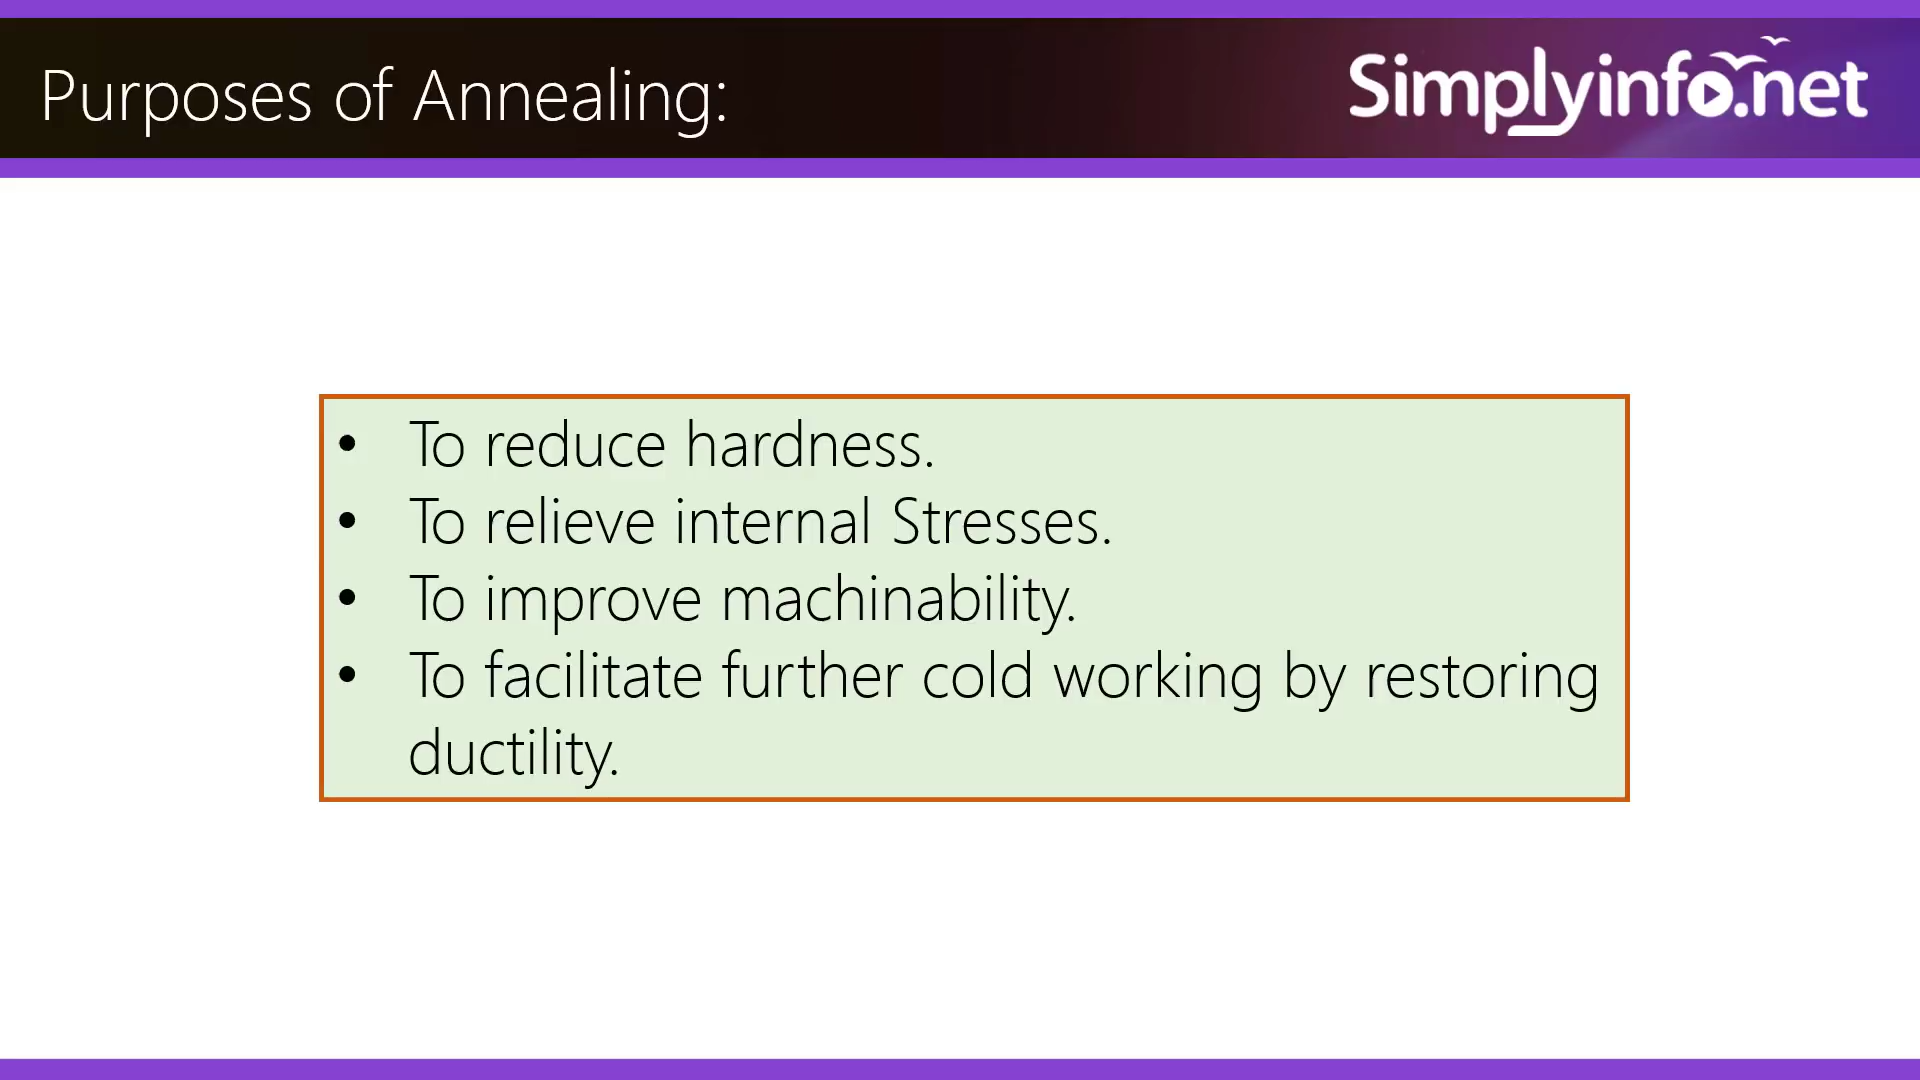 Purposes of Annealing:
Simplyinfo.net
• To reduce hardness.
• To relieve internal Stresses.
• To improve machinability.
• To facilitate further cold working by restoring
ductility.